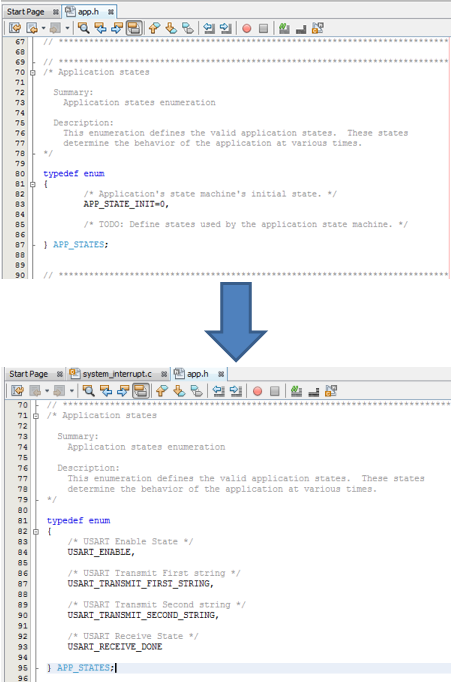 Start Page app.h
67 // ******************************************************************************
68
69 // ******************************************************************************
70 /* Application states
71
72 Summary:
73 Application states enumeration
74
75 Description:
76 This enumeration defines the valid application states.  These states
77 determine the behavior of the application at various times.
78 */
79
80 typedef enum
81 {
82 /* Application's state machine's initial state. */
83 APP_STATE_INIT=0,
84
85 /* TODO: Define states used by the application state machine. */
86
87 } APP_STATES;
88
89
90 // ******************************************************************************
Start Page system_interrupt.c app.h
70 // ******************************************************************************
71 /* Application states
72
73 Summary:
74 Application states enumeration
75
76 Description:
77 This enumeration defines the valid application states.  These states
78 determine the behavior of the application at various times.
79 */
80
81 typedef enum
82 {
83 /* USART Enable State */
84 USART_ENABLE,
85
86 /* USART Transmit First string */
87 USART_TRANSMIT_FIRST_STRING,
88
89 /* USART Transmit Second string */
90 USART_TRANSMIT_SECOND_STRING,
91
92 /* USART Receive State */
93 USART_RECEIVE_DONE
94
95 } APP_STATES;
96